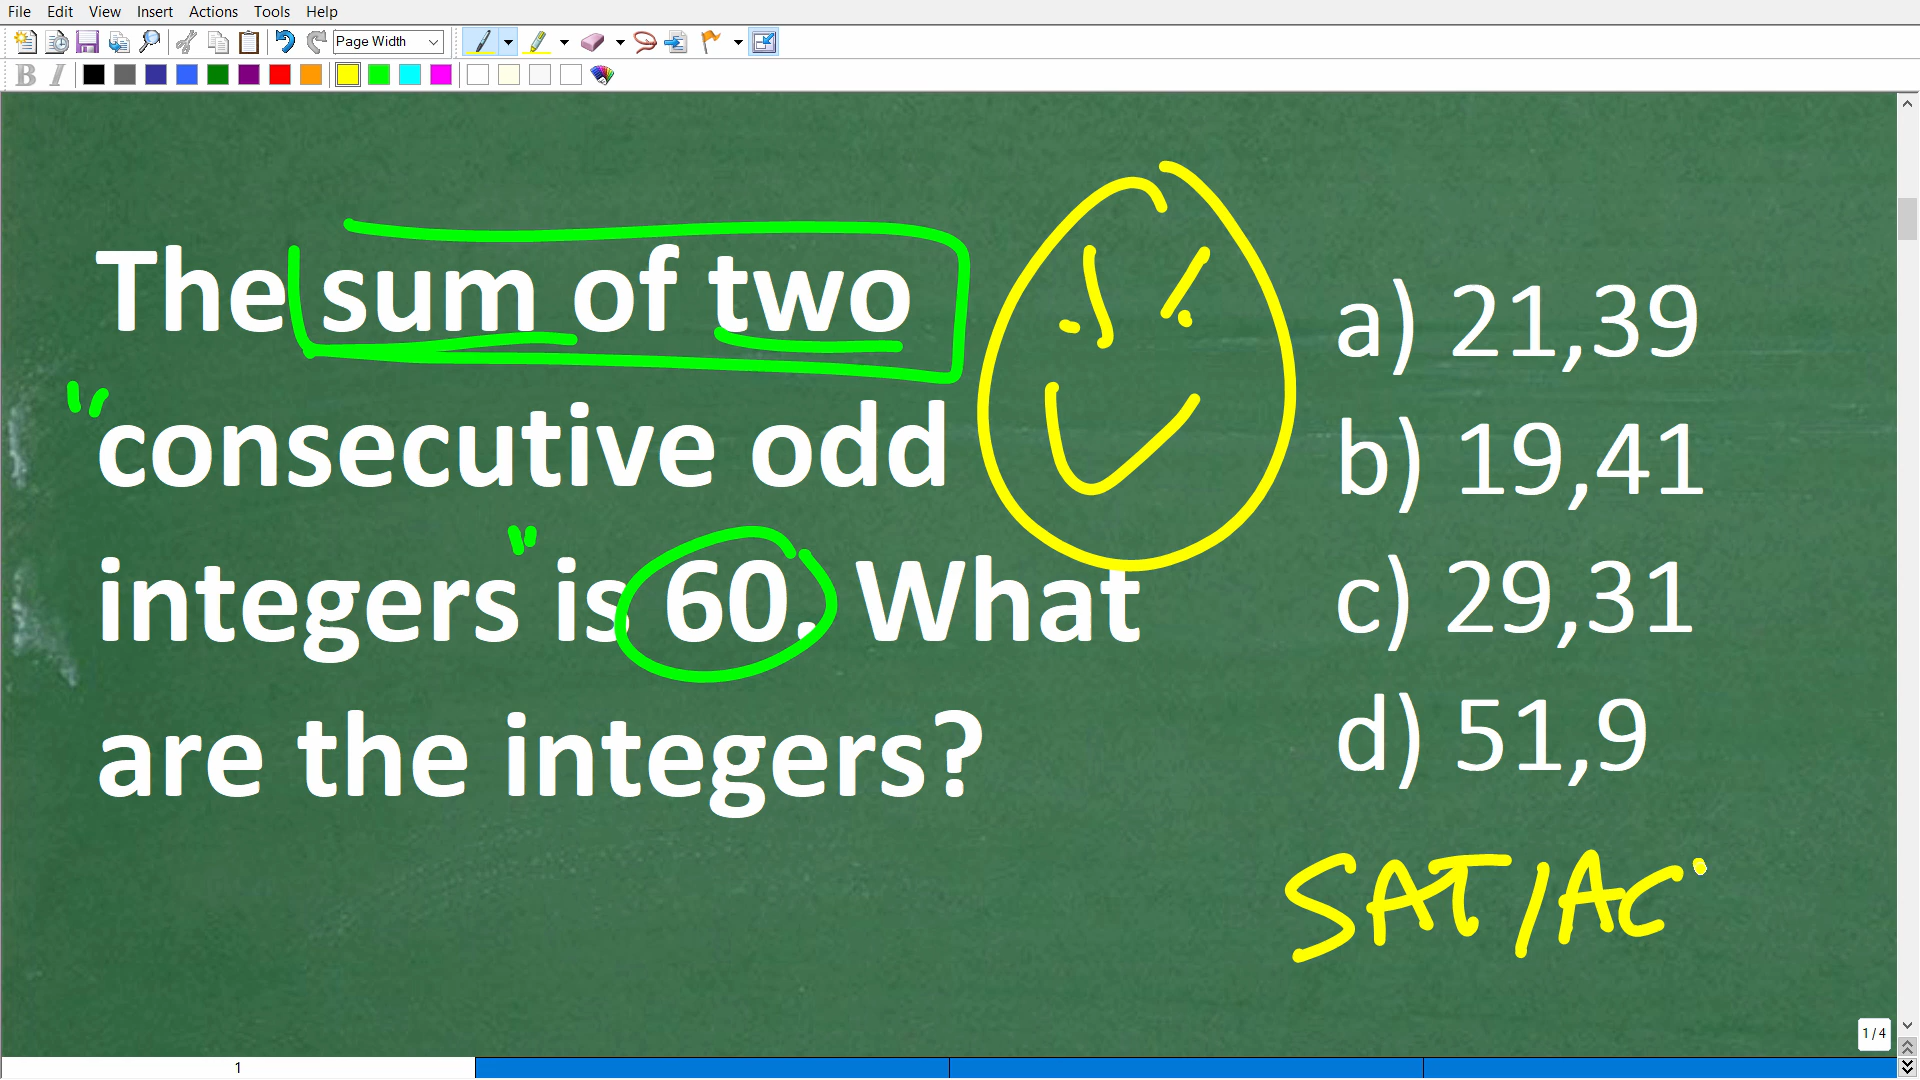 File Edit View Insert Actions Tools Help
Page Width
B I
The sum of two
"consecutive odd
integers" is 60. What
are the integers?
a) 21,39
b) 19,41
c) 29,31
d) 51,9
SAT/AC
1 / 4
1